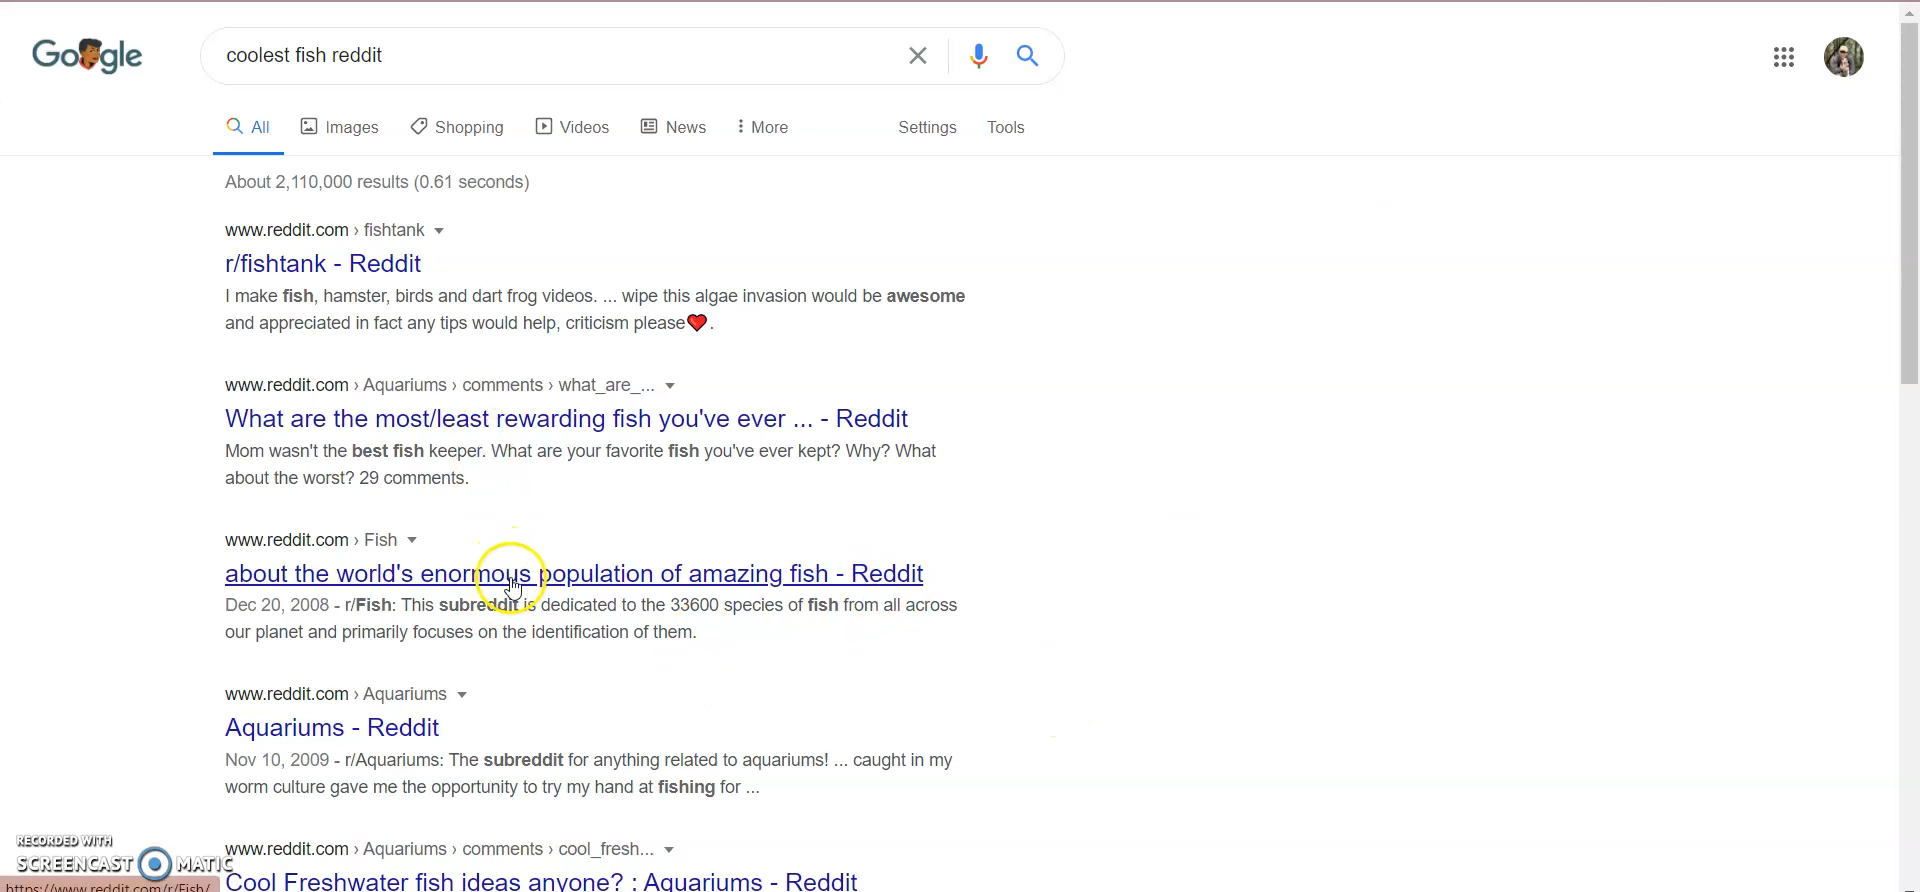 Google
coolest fish reddit
All Images Shopping Videos News More Settings Tools
About 2,110,000 results (0.61 seconds)
www.reddit.com › fishtank
r/fishtank - Reddit
I make fish, hamster, birds and dart frog videos. ... wipe this algae invasion would be awesome
and appreciated in fact any tips would help, criticism please❤️.
www.reddit.com › Aquariums › comments › what_are_...
What are the most/least rewarding fish you've ever ... - Reddit
Mom wasn't the best fish keeper. What are your favorite fish you've ever kept? Why? What
about the worst? 29 comments.
www.reddit.com › Fish
about the world's enormous population of amazing fish - Reddit
Dec 20, 2008 - r/Fish: This subreddit is dedicated to the 33600 species of fish from all across
our planet and primarily focuses on the identification of them.
www.reddit.com › Aquariums
Aquariums - Reddit
Nov 10, 2009 - r/Aquariums: The subreddit for anything related to aquariums! ... caught in my
worm culture gave me the opportunity to try my hand at fishing for ...
www.reddit.com › Aquariums › comments › cool_fresh...
Cool Freshwater fish ideas anyone? : Aquariums - Reddit
RECORDED WITH
SCREENCAST MATIC
https://www.reddit.com/r/Fish/